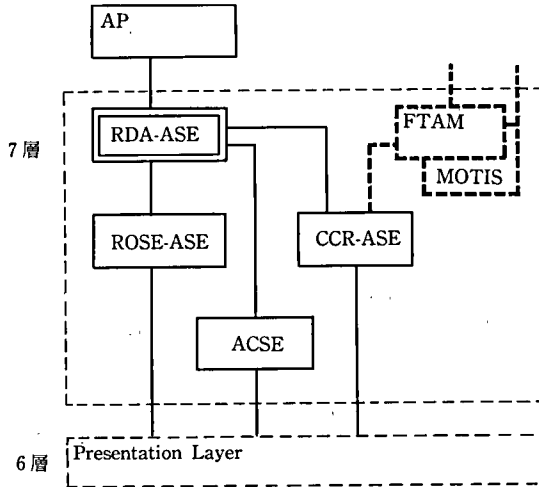 AP
RDA-ASE
FTAM
7層
MOTIS
ROSE-ASE
CCR-ASE
ACSE
6層
Presentation Layer